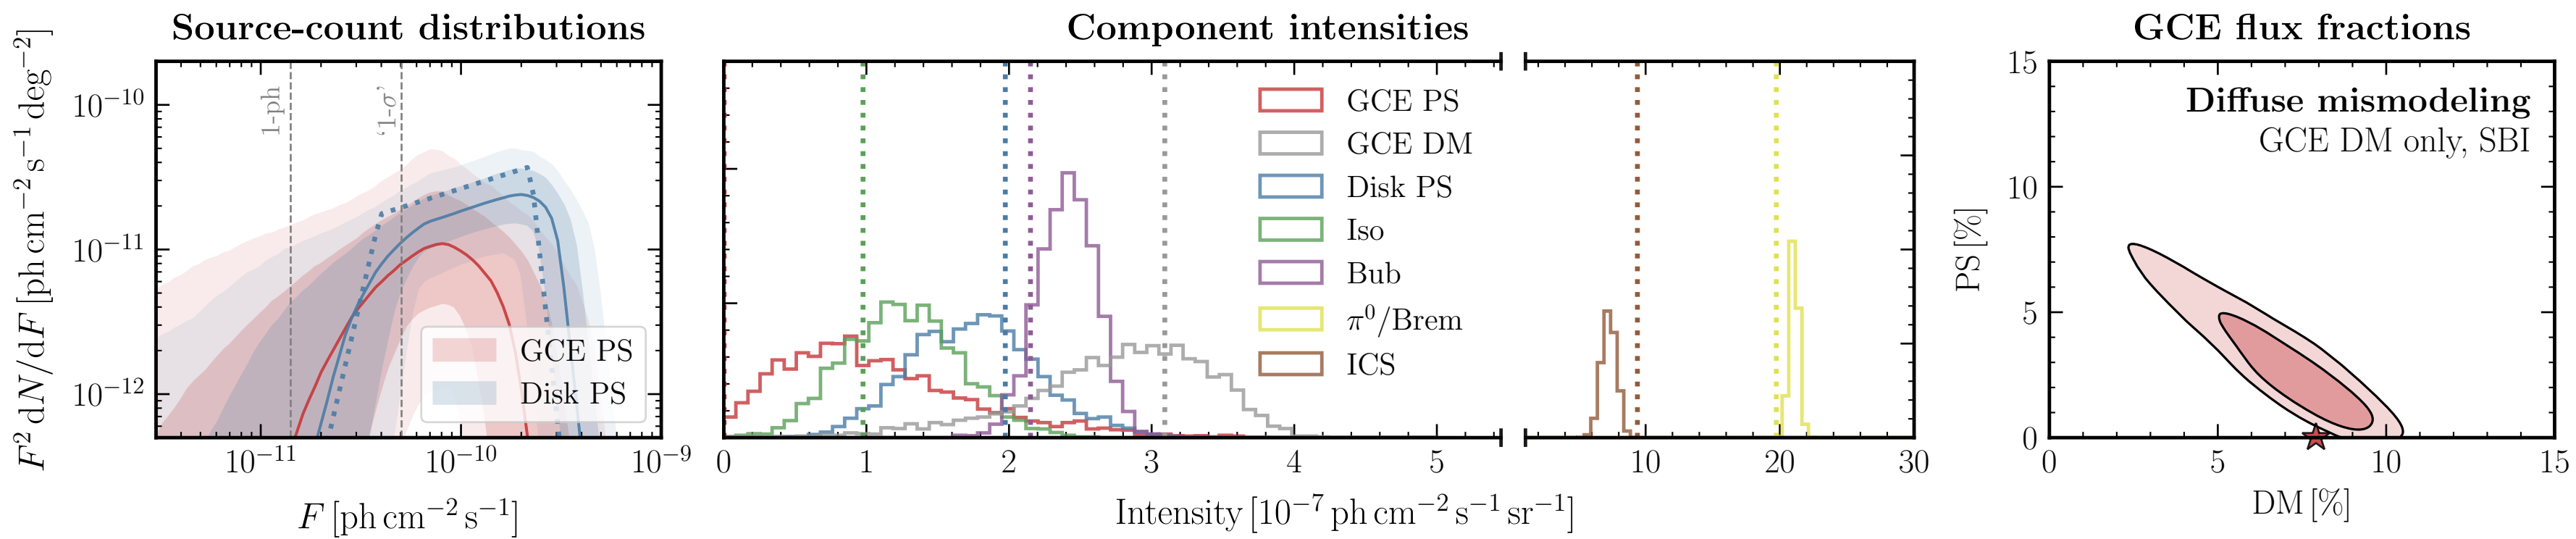 Source-count distributions
F² dN/dF [ph cm⁻² s⁻¹ deg⁻²]
10⁻¹⁰
10⁻¹¹
10⁻¹²
1-ph
'1-σ'
GCE PS
Disk PS
10⁻¹¹ 10⁻¹⁰ 10⁻⁹
F [ph cm⁻² s⁻¹]
Component intensities
GCE PS
GCE DM
Disk PS
Iso
Bub
π⁰/Brem
ICS
0 1 2 3 4 5 10 20 30
Intensity [10⁻⁷ ph cm⁻² s⁻¹ sr⁻¹]
GCE flux fractions
Diffuse mismodeling
GCE DM only, SBI
PS [%]
15
10
5
0
0 5 10 15
DM [%]